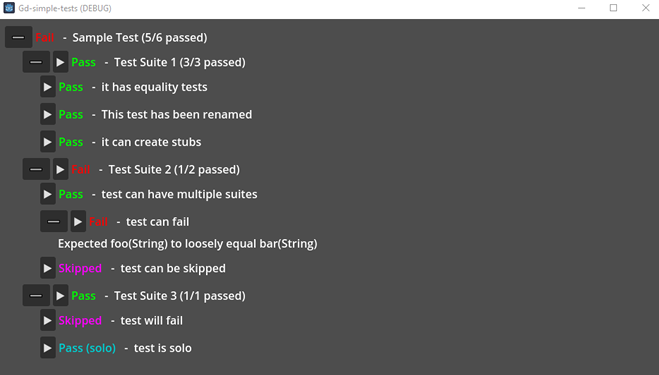 Gd-simple-tests (DEBUG)
Fail - Sample Test (5/6 passed)
Pass - Test Suite 1 (3/3 passed)
Pass - it has equality tests
Pass - This test has been renamed
Pass - it can create stubs
Fail - Test Suite 2 (1/2 passed)
Pass - test can have multiple suites
Fail - test can fail
Expected foo(String) to loosely equal bar(String)
Skipped - test can be skipped
Pass - Test Suite 3 (1/1 passed)
Skipped - test will fail
Pass (solo) - test is solo